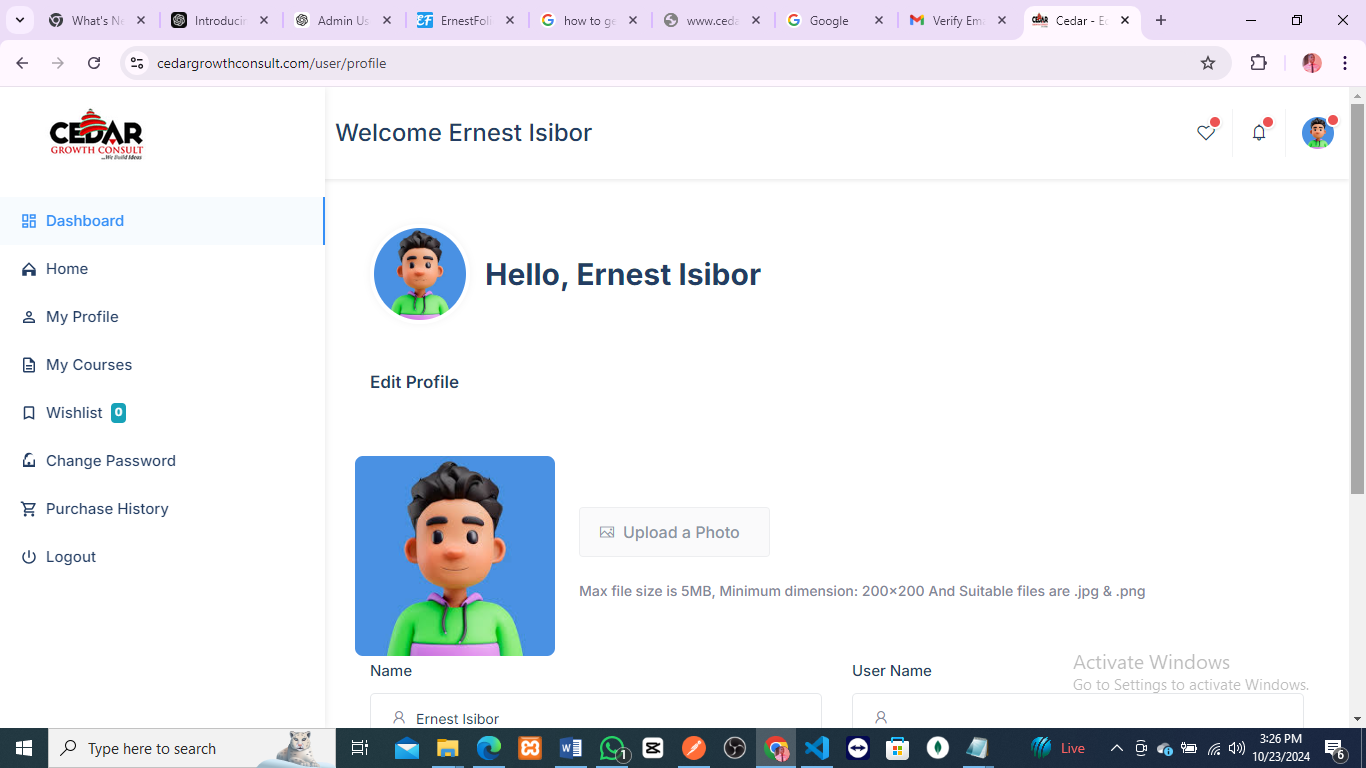 What's Ne
Introducin
Admin Us
ErnestFoli
how to ge
www.ceda
Google
Verify Ema
Cedar - Ec
cedargrowthconsult.com/user/profile
CEDAR
GROWTH CONSULT
...We Build Ideas
Welcome Ernest Isibor
Dashboard
Home
My Profile
My Courses
Wishlist 0
Change Password
Purchase History
Logout
Hello, Ernest Isibor
Edit Profile
Upload a Photo
Max file size is 5MB, Minimum dimension: 200×200 And Suitable files are .jpg & .png
Name
User Name
Ernest Isibor
Activate Windows
Go to Settings to activate Windows.
Type here to search
1
Live
3:26 PM
10/23/2024
6